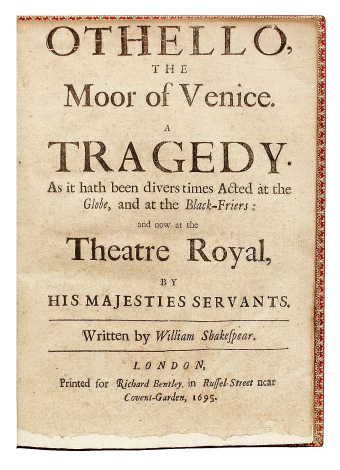 OTHELLO,
THE
Moor of Venice.
A
TRAGEDY.
As it hath been divers times Acted at the
Globe, and at the Black-Friers:
and now at the
Theatre Royal,
BY
HIS MAJESTIES SERVANTS.
Written by William Shakeſpear.
LONDON,
Printed for Richard Bentley, in Ruſſel-Street near
Covent-Garden, 1695.